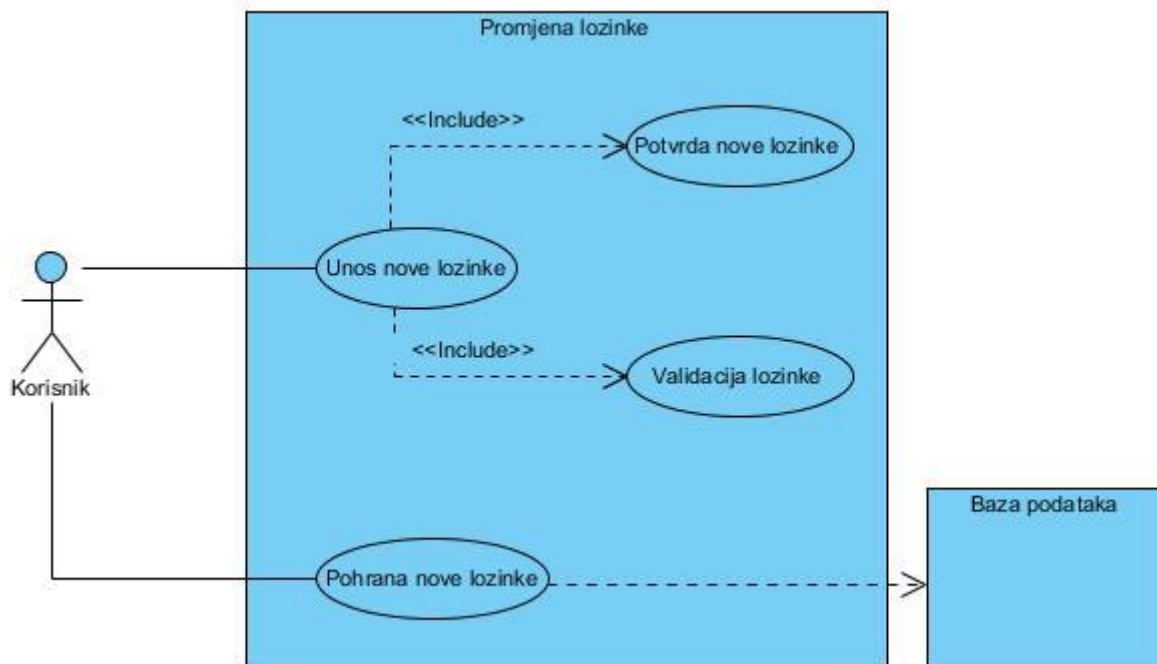 Promjena lozinke
<<Include>>
Potvrda nove lozinke
Unos nove lozinke
<<Include>>
Validacija lozinke
Korisnik
Baza podataka
Pohrana nove lozinke